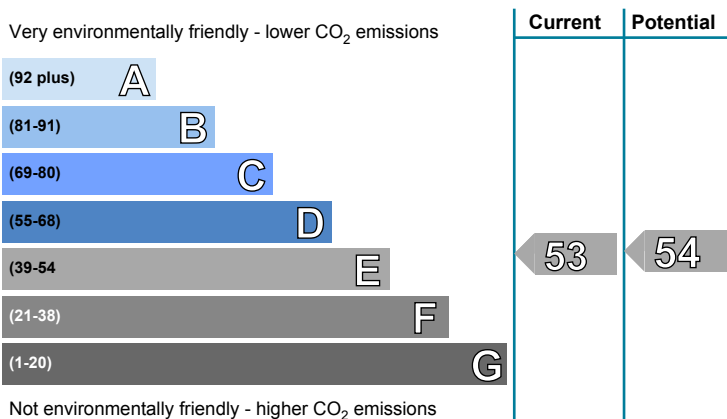 Current Potential
Very environmentally friendly - lower CO2 emissions
(92 plus) A
(81-91) B
(69-80) C
(55-68) D
(39-54 E 53 54
(21-38) F
(1-20) G
Not environmentally friendly - higher CO2 emissions